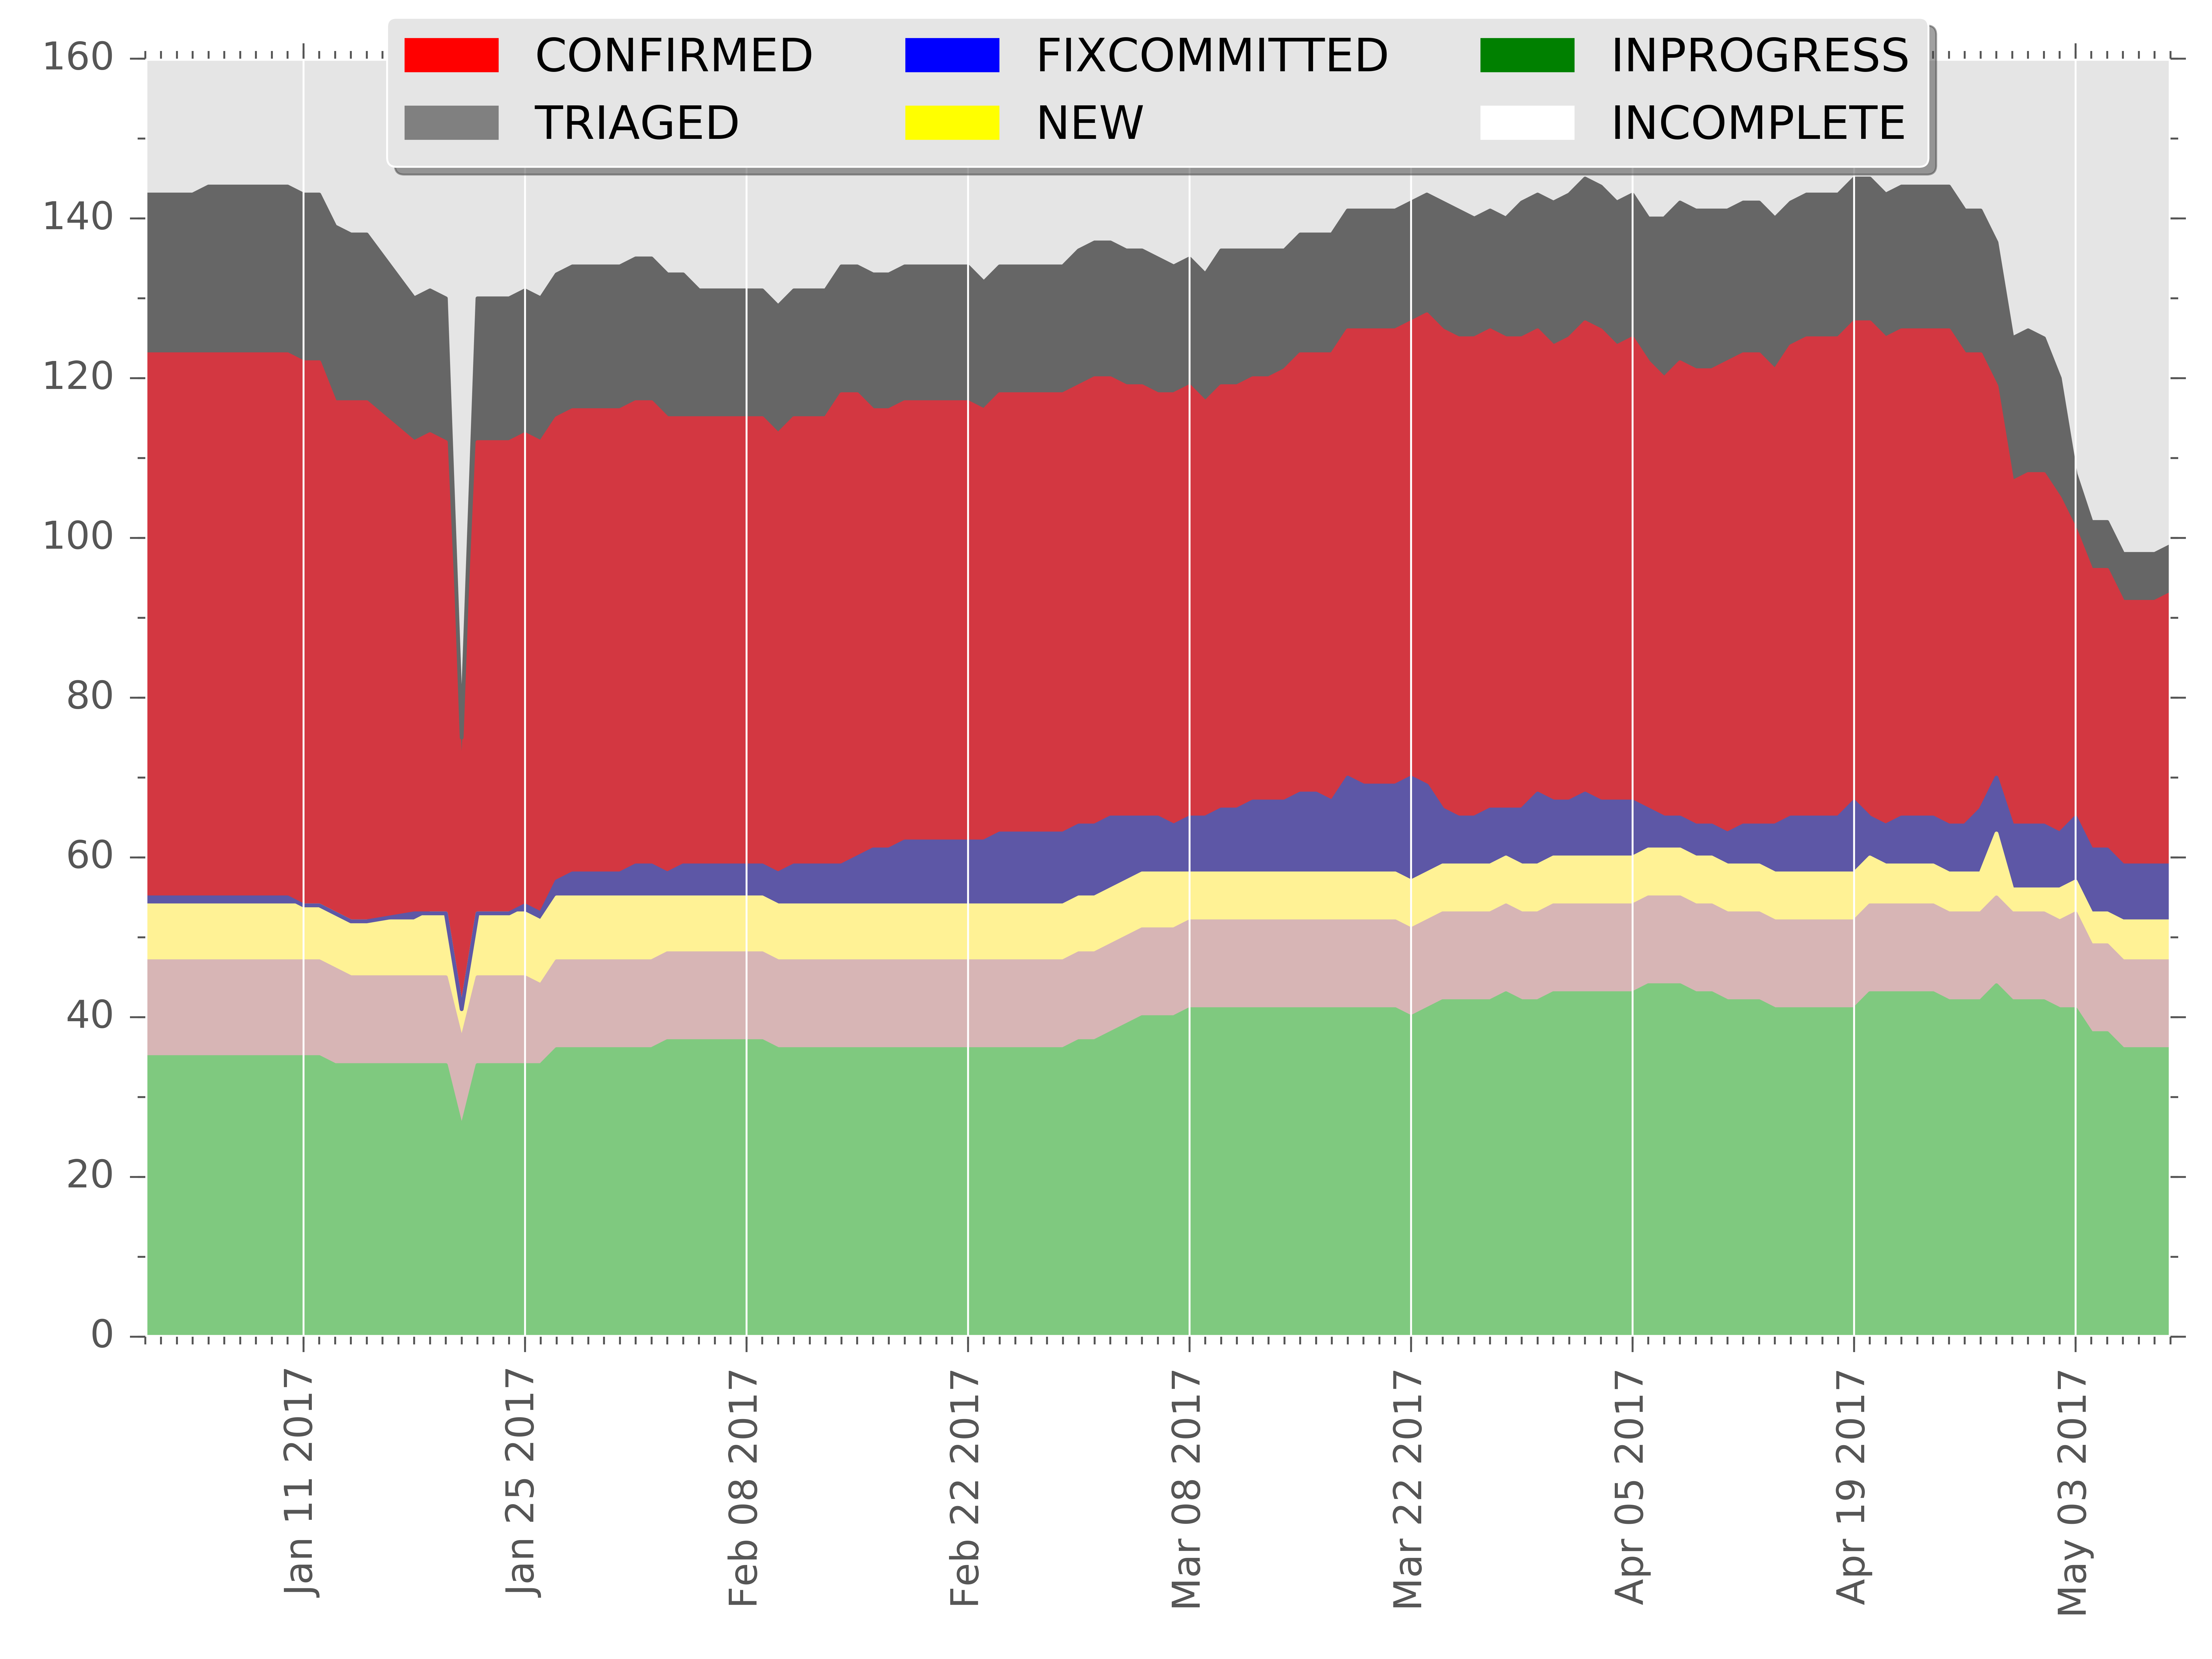 CONFIRMED FIXCOMMITTED INPROGRESS
TRIAGED NEW INCOMPLETE
160
140
120
100
80
60
40
20
0
Jan 11 2017
Jan 25 2017
Feb 08 2017
Feb 22 2017
Mar 08 2017
Mar 22 2017
Apr 05 2017
Apr 19 2017
May 03 2017